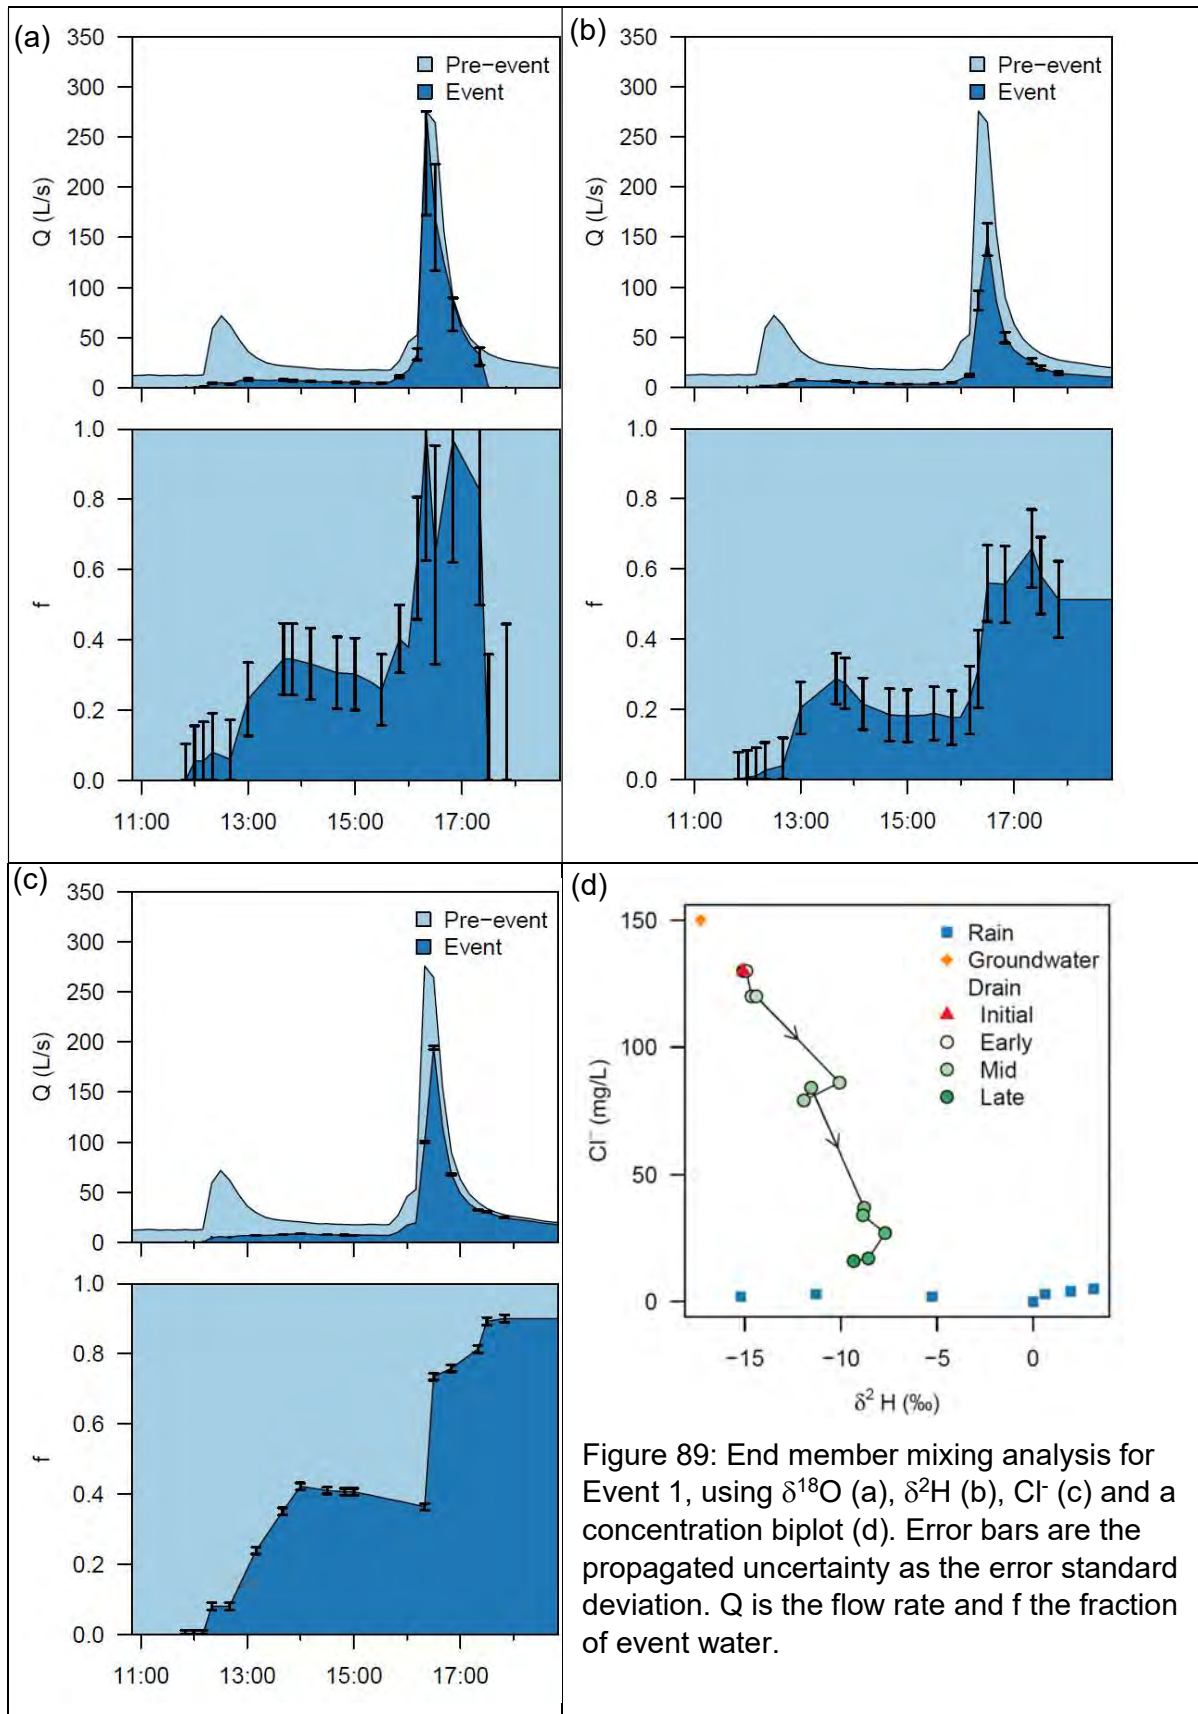 (a)
350
300
250
200
150
100
50
0
Q (L/s)
Pre−event
Event
1.0
0.8
0.6
0.4
0.2
0.0
f
11:00 13:00 15:00 17:00
(b)
350
300
250
200
150
100
50
0
Q (L/s)
Pre−event
Event
1.0
0.8
0.6
0.4
0.2
0.0
f
11:00 13:00 15:00 17:00
(c)
350
300
250
200
150
100
50
0
Q (L/s)
Pre−event
Event
1.0
0.8
0.6
0.4
0.2
0.0
f
11:00 13:00 15:00 17:00
(d)
150
100
50
0
Cl⁻ (mg/L)
Rain
Groundwater
Drain
Initial
Early
Mid
Late
−15 −10 −5 0
δ² H (‰)
Figure 89: End member mixing analysis for
Event 1, using δ¹⁸O (a), δ²H (b), Cl⁻ (c) and a
concentration biplot (d). Error bars are the
propagated uncertainty as the error standard
deviation. Q is the flow rate and f the fraction
of event water.